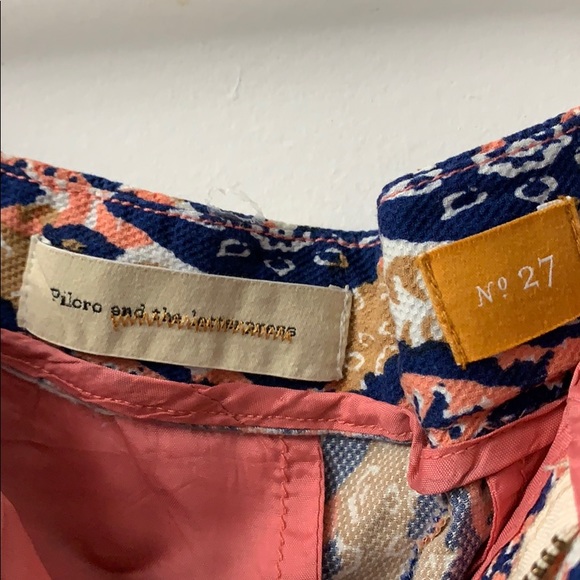 Pilcro and the letterpress
Nº 27